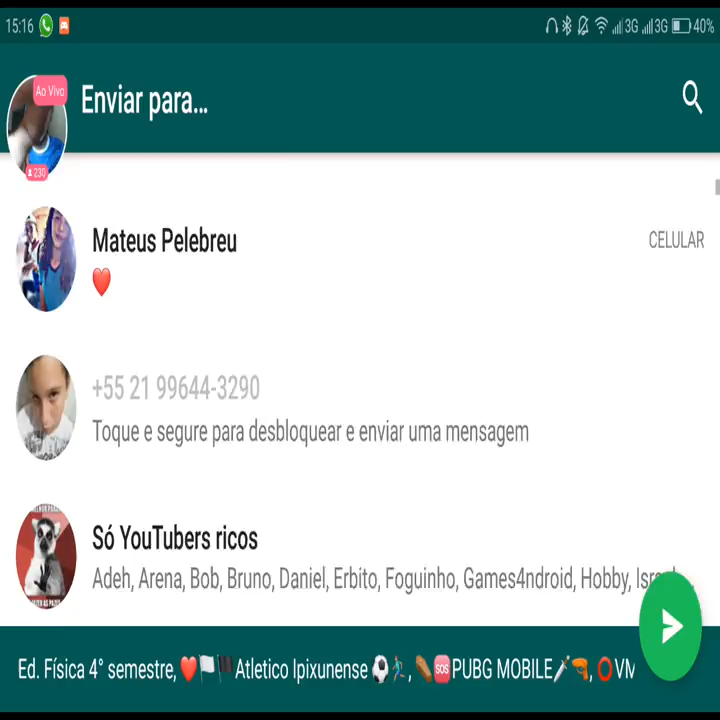 15:16 3G 3G 40%
Ao Vivo
Enviar para...
230
Mateus Pelebreu
CELULAR
❤️
+55 21 99644-3290
Toque e segure para desbloquear e enviar uma mensagem
Só YouTubers ricos
Adeh, Arena, Bob, Bruno, Daniel, Erbito, Foguinho, Games4ndroid, Hobby,
Ed. Física 4° semestre, ❤️🏳️🏴Atletico Ipixunense ⚽🏃, ⚰️🆘PUBG MOBILE🗡️🔫, ⭕VM